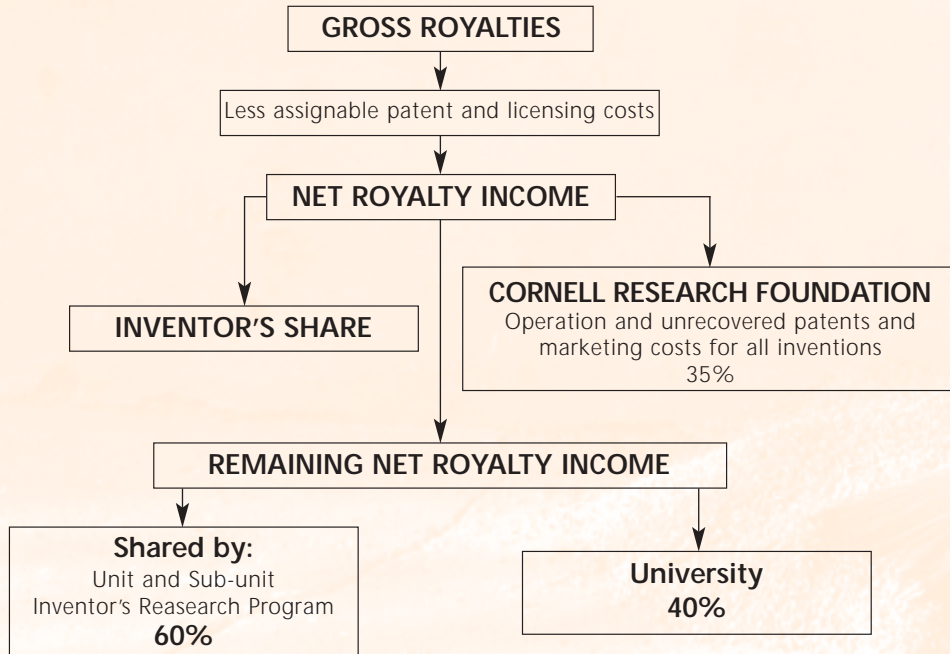 GROSS ROYALTIES
Less assignable patent and licensing costs
NET ROYALTY INCOME
INVENTOR'S SHARE
CORNELL RESEARCH FOUNDATION
Operation and unrecovered patents and
marketing costs for all inventions
35%
REMAINING NET ROYALTY INCOME
Shared by:
Unit and Sub-unit
Inventor's Reasearch Program
60%
University
40%